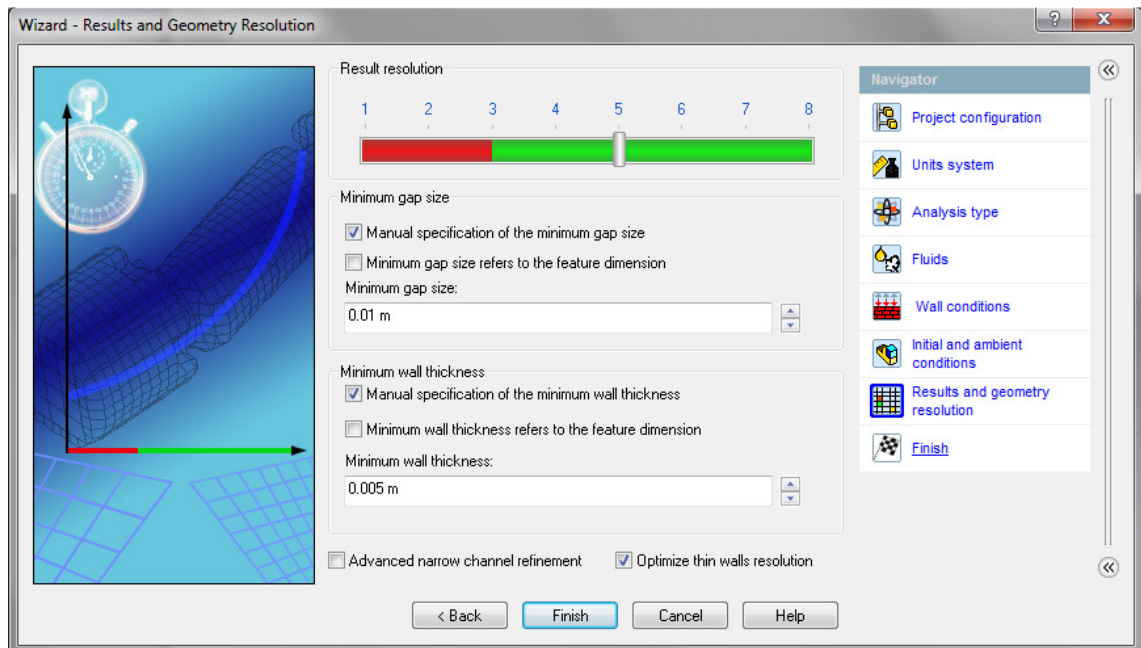 Wizard - Results and Geometry Resolution
Result resolution
1 2 3 4 5 6 7 8
Minimum gap size
Manual specification of the minimum gap size
Minimum gap size refers to the feature dimension
Minimum gap size:
0.01 m
Minimum wall thickness
Manual specification of the minimum wall thickness
Minimum wall thickness refers to the feature dimension
Minimum wall thickness:
0.005 m
Advanced narrow channel refinement
Optimize thin walls resolution
< Back
Finish
Cancel
Help
Navigator
Project configuration
Units system
Analysis type
Fluids
Wall conditions
Initial and ambient
conditions
Results and geometry
resolution
Finish